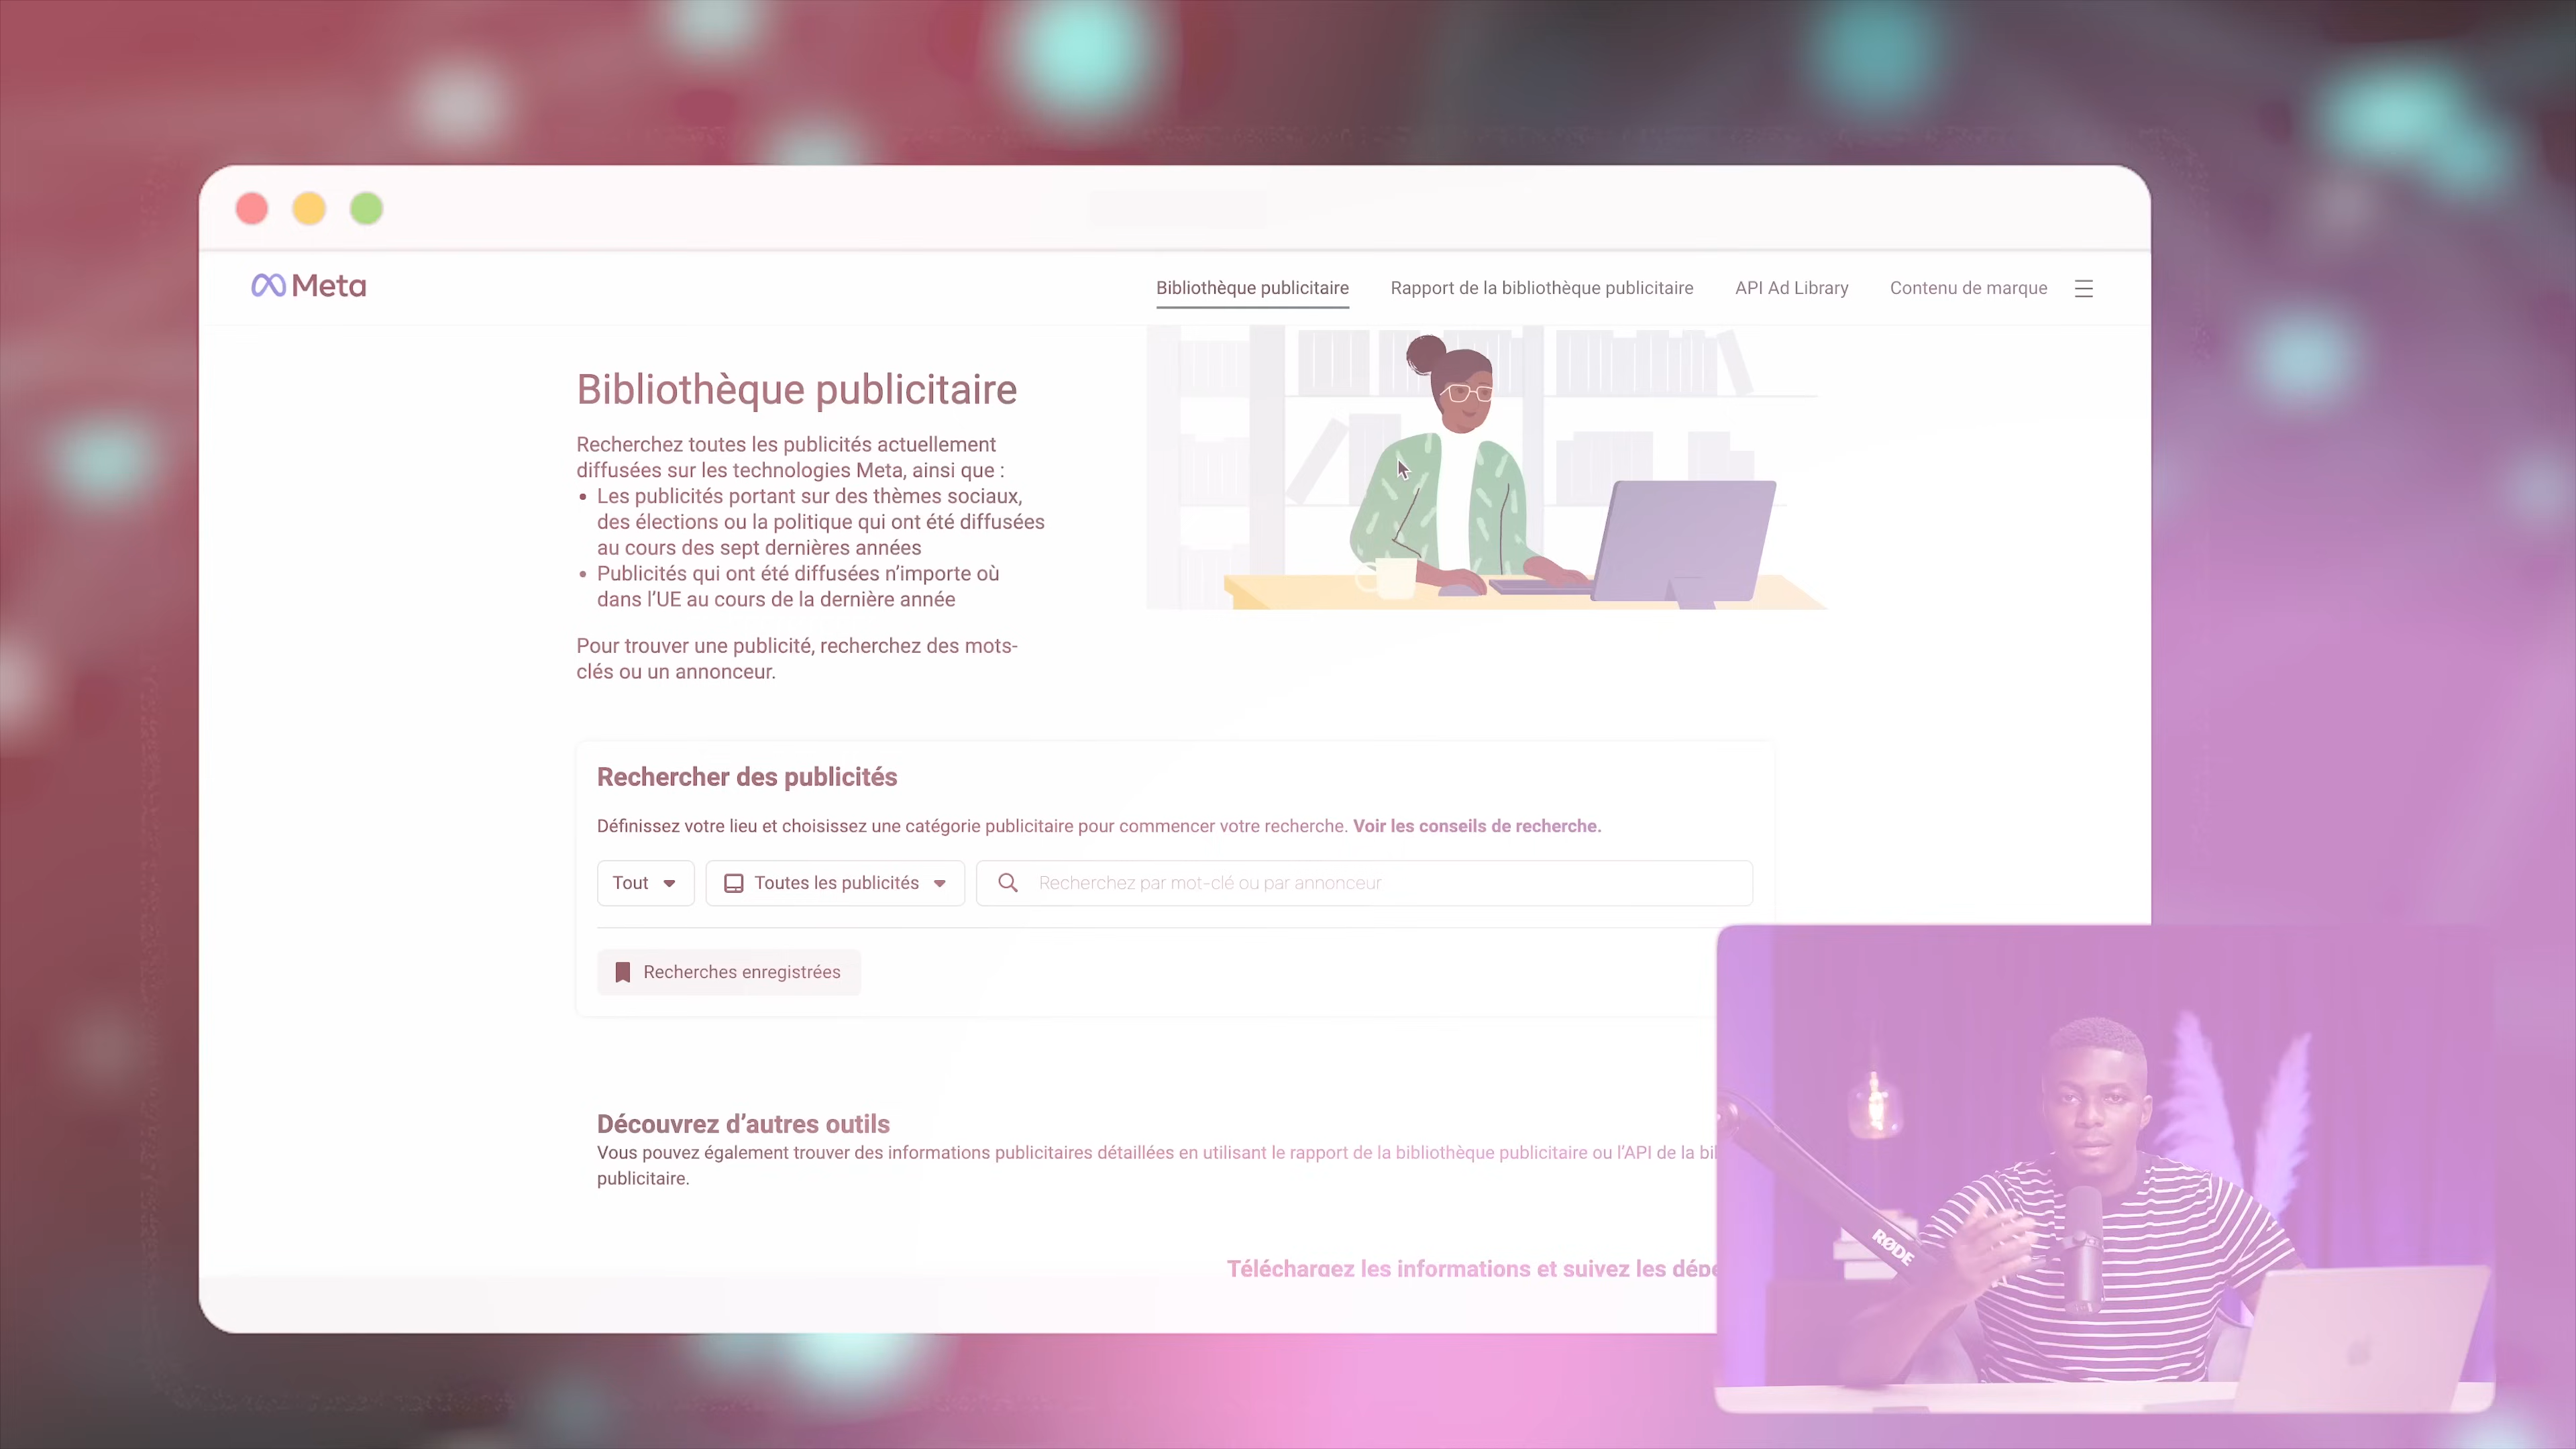 Meta
Bibliothèque publicitaire
Rapport de la bibliothèque publicitaire
API Ad Library
Contenu de marque
Bibliothèque publicitaire
Recherchez toutes les publicités actuellement
diffusées sur les technologies Meta, ainsi que :
• Les publicités portant sur des thèmes sociaux,
des élections ou la politique qui ont été diffusées
au cours des sept dernières années
• Publicités qui ont été diffusées n’importe où
dans l’UE au cours de la dernière année
Pour trouver une publicité, recherchez des mots-
clés ou un annonceur.
Rechercher des publicités
Définissez votre lieu et choisissez une catégorie publicitaire pour commencer votre recherche. Voir les conseils de recherche.
Tout
Toutes les publicités
Recherchez par mot-clé ou par annonceur
Recherches enregistrées
Découvrez d’autres outils
Vous pouvez également trouver des informations publicitaires détaillées en utilisant le rapport de la bibliothèque publicitaire ou l’API de la
publicitaire.
Téléchargez les informations et suivez les
RØDE